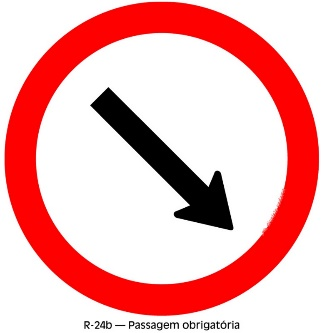 R-24b — Passagem obrigatória